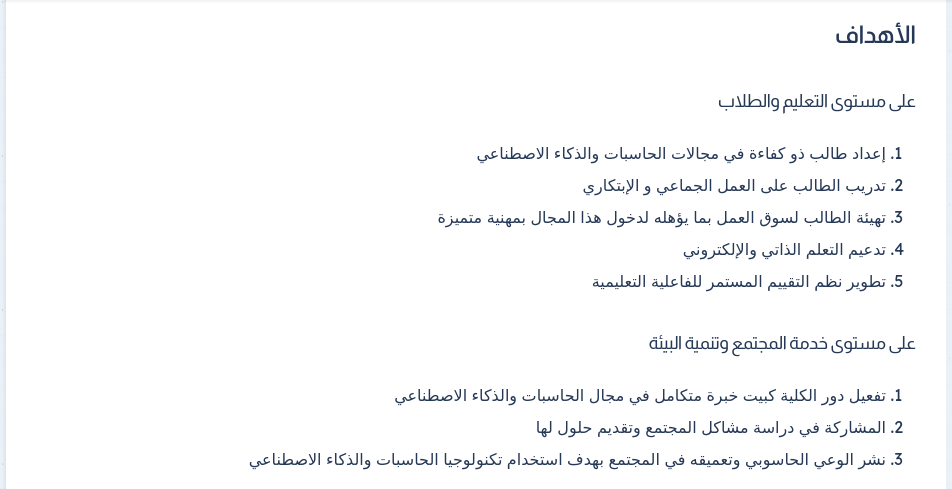 الأهداف
على مستوى التعليم والطلاب
1. إعداد طالب ذو كفاءة في مجالات الحاسبات والذكاء الاصطناعي
2. تدريب الطالب على العمل الجماعي و الإبتكاري
3. تهيئة الطالب لسوق العمل بما يؤهله لدخول هذا المجال بمهنية متميزة
4. تدعيم التعلم الذاتي والإلكتروني
5. تطوير نظم التقييم المستمر للفاعلية التعليمية
على مستوى خدمة المجتمع وتنمية البيئة
1. تفعيل دور الكلية كبيت خبرة متكامل في مجال الحاسبات والذكاء الاصطناعي
2. المشاركة في دراسة مشاكل المجتمع وتقديم حلول لها
3. نشر الوعي الحاسوبي وتعميقه في المجتمع بهدف استخدام تكنولوجيا الحاسبات والذكاء الاصطناعي